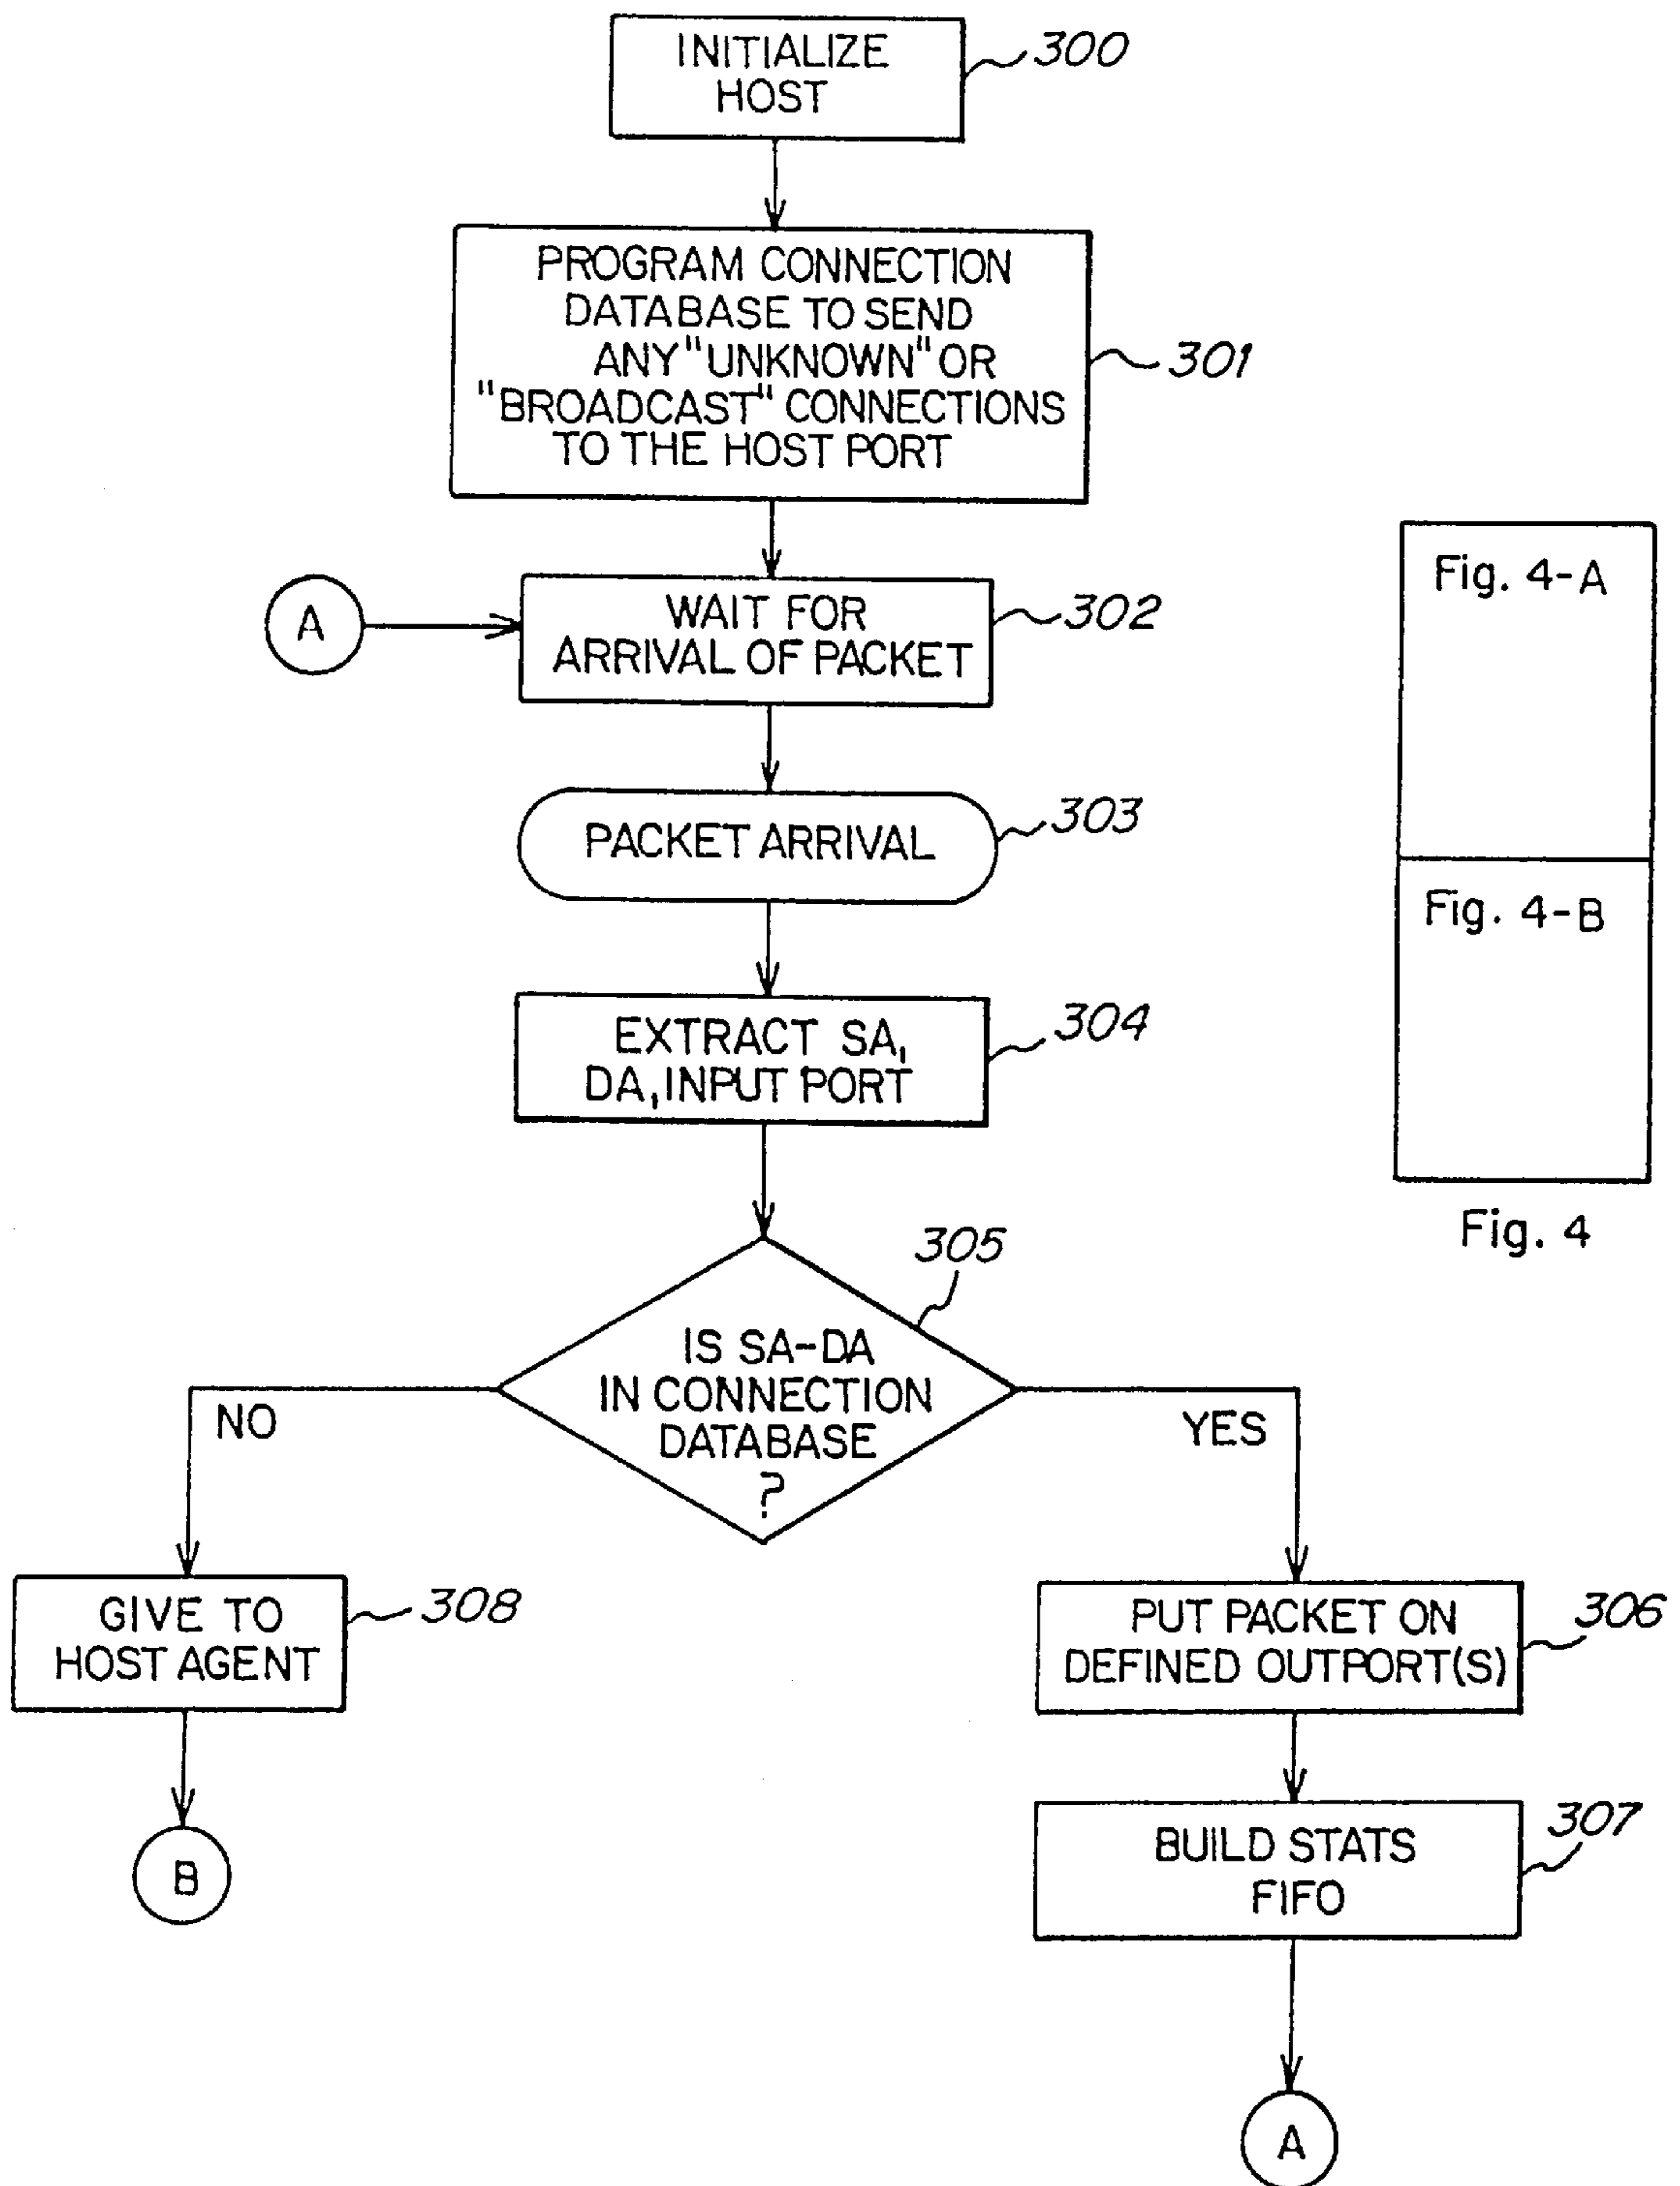 INITIALIZE
HOST
300
PROGRAM CONNECTION
DATABASE TO SEND
ANY "UNKNOWN" OR
"BROADCAST" CONNECTIONS
TO THE HOST PORT
301
A
WAIT FOR
ARRIVAL OF PACKET
302
PACKET ARRIVAL
303
EXTRACT SA,
DA, INPUT PORT
304
Fig. 4-A
Fig. 4-B
Fig. 4
305
IS SA-DA
IN CONNECTION
DATABASE
?
NO
YES
GIVE TO
HOST AGENT
308
B
PUT PACKET ON
DEFINED OUTPORT(S)
306
BUILD STATS
FIFO
307
A